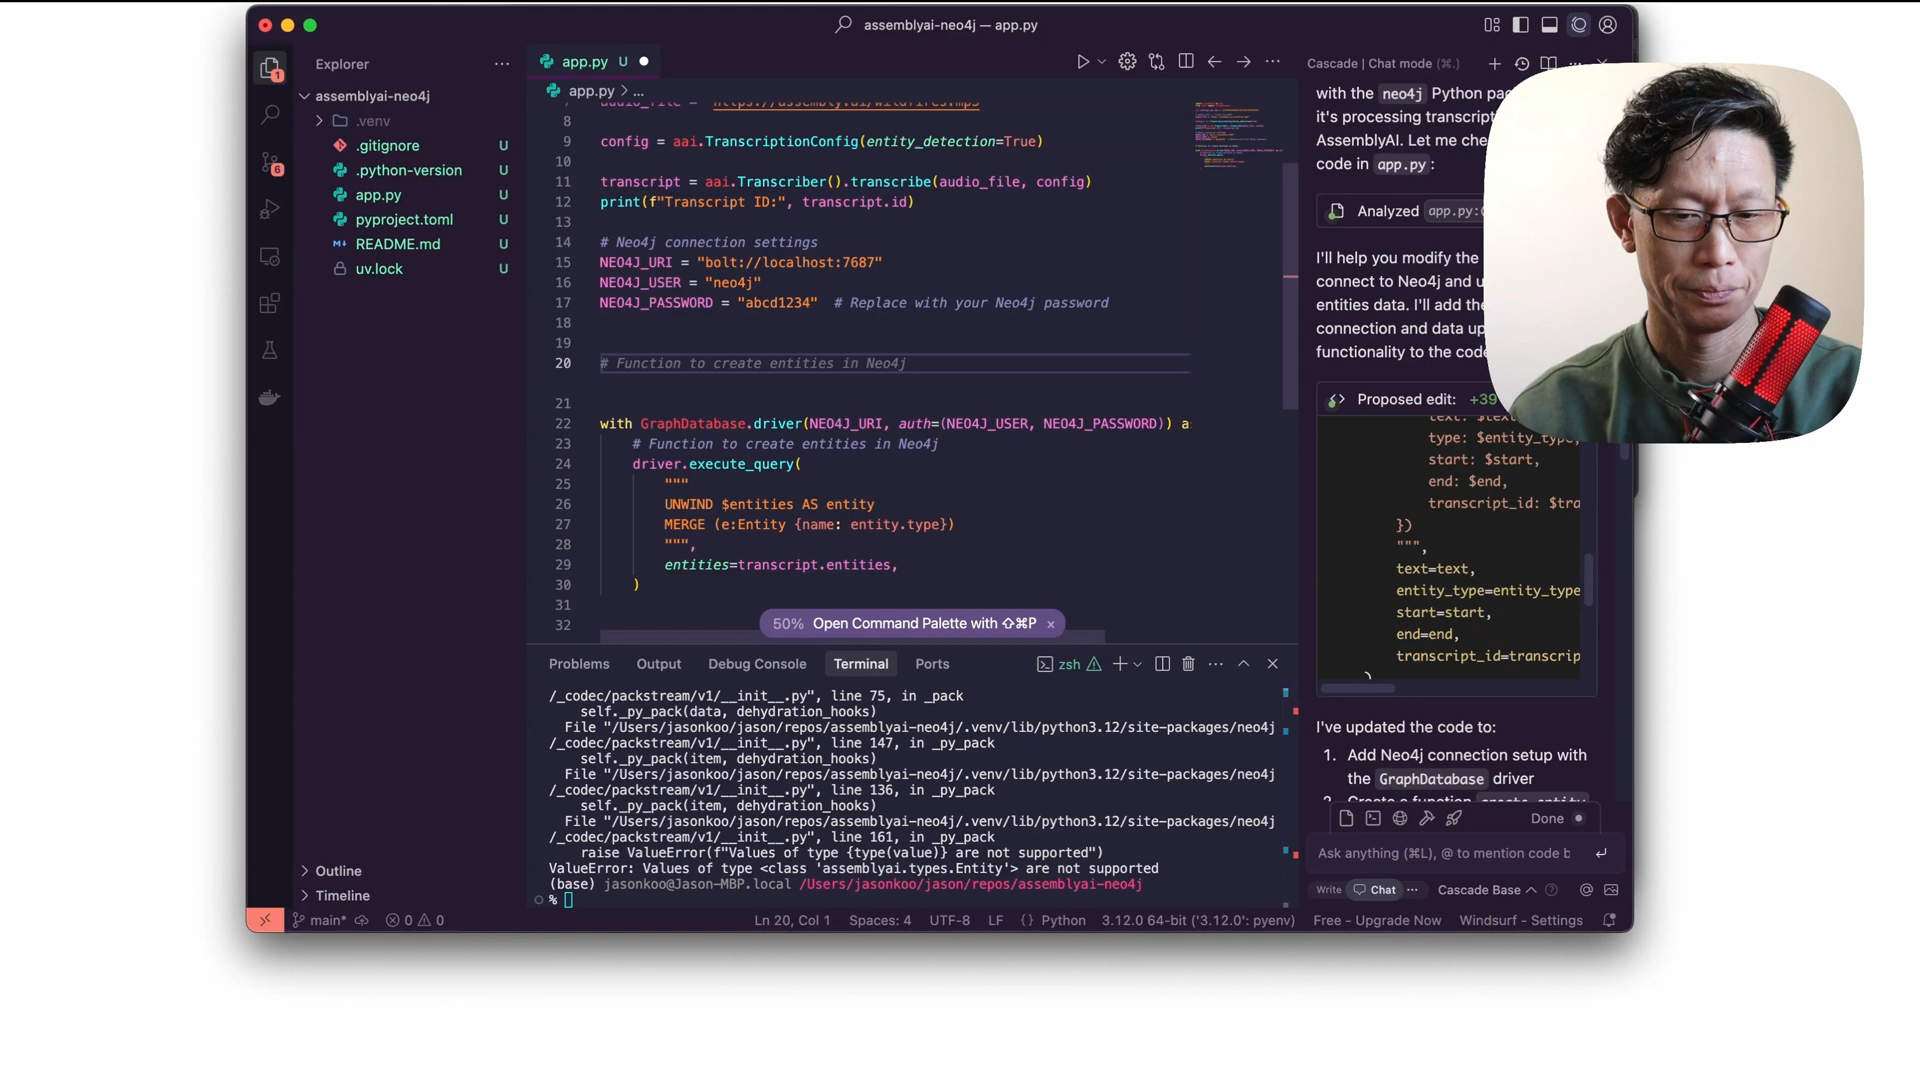 assemblyai-neo4j — app.py
Explorer
assemblyai-neo4j
.venv
.gitignore U
.python-version U
app.py U
pyproject.toml U
README.md U
uv.lock U
Outline
Timeline
1
6
app.py U
app.py > ...
audio_file = "https://assembly.ai/wildfires.mp3
8
9 config = aai.TranscriptionConfig(entity_detection=True)
10
11 transcript = aai.Transcriber().transcribe(audio_file, config)
12 print(f"Transcript ID:", transcript.id)
13
14 # Neo4j connection settings
15 NEO4J_URI = "bolt://localhost:7687"
16 NEO4J_USER = "neo4j"
17 NEO4J_PASSWORD = "abcd1234" # Replace with your Neo4j password
18
19
20 # Function to create entities in Neo4j
21
22 with GraphDatabase.driver(NEO4J_URI, auth=(NEO4J_USER, NEO4J_PASSWORD)) a
23 # Function to create entities in Neo4j
24 driver.execute_query(
25 """
26 UNWIND $entities AS entity
27 MERGE (e:Entity {name: entity.type})
28 """,
29 entities=transcript.entities,
30 )
31
32
50% Open Command Palette with ⇧⌘P ×
Problems Output Debug Console Terminal Ports
zsh
/_codec/packstream/v1/__init__.py", line 75, in _pack
self._py_pack(data, dehydration_hooks)
File "/Users/jasonkoo/jason/repos/assemblyai-neo4j/.venv/lib/python3.12/site-packages/neo4j
/_codec/packstream/v1/__init__.py", line 147, in _py_pack
self._py_pack(item, dehydration_hooks)
File "/Users/jasonkoo/jason/repos/assemblyai-neo4j/.venv/lib/python3.12/site-packages/neo4j
/_codec/packstream/v1/__init__.py", line 136, in _py_pack
self._py_pack(item, dehydration_hooks)
File "/Users/jasonkoo/jason/repos/assemblyai-neo4j/.venv/lib/python3.12/site-packages/neo4j
/_codec/packstream/v1/__init__.py", line 161, in _py_pack
raise ValueError(f"Values of type {type(value)} are not supported")
ValueError: Values of type <class 'assemblyai.types.Entity'> are not supported
(base) jasonkoo@Jason-MBP.local /Users/jasonkoo/jason/repos/assemblyai-neo4j
%
Cascade | Chat mode (⌘.)
with the neo4j Python pac
it's processing transcript
AssemblyAI. Let me che
code in app.py:
Analyzed app.py:
I'll help you modify the
connect to Neo4j and u
entities data. I'll add the
connection and data up
functionality to the code
Proposed edit: +39
text: $tex
type: $entity_type,
start: $start,
end: $end,
transcript_id: $tra
})
""",
text=text,
entity_type=entity_type
start=start,
end=end,
transcript_id=transcrip
)
I've updated the code to:
1. Add Neo4j connection setup with
the GraphDatabase driver
2. Create a function create_entity
Done
Ask anything (⌘L), @ to mention code b
Write Chat ··· Cascade Base
main* 0 0 Ln 20, Col 1 Spaces: 4 UTF-8 LF {} Python 3.12.0 64-bit ('3.12.0': pyenv) Free - Upgrade Now Windsurf - Settings